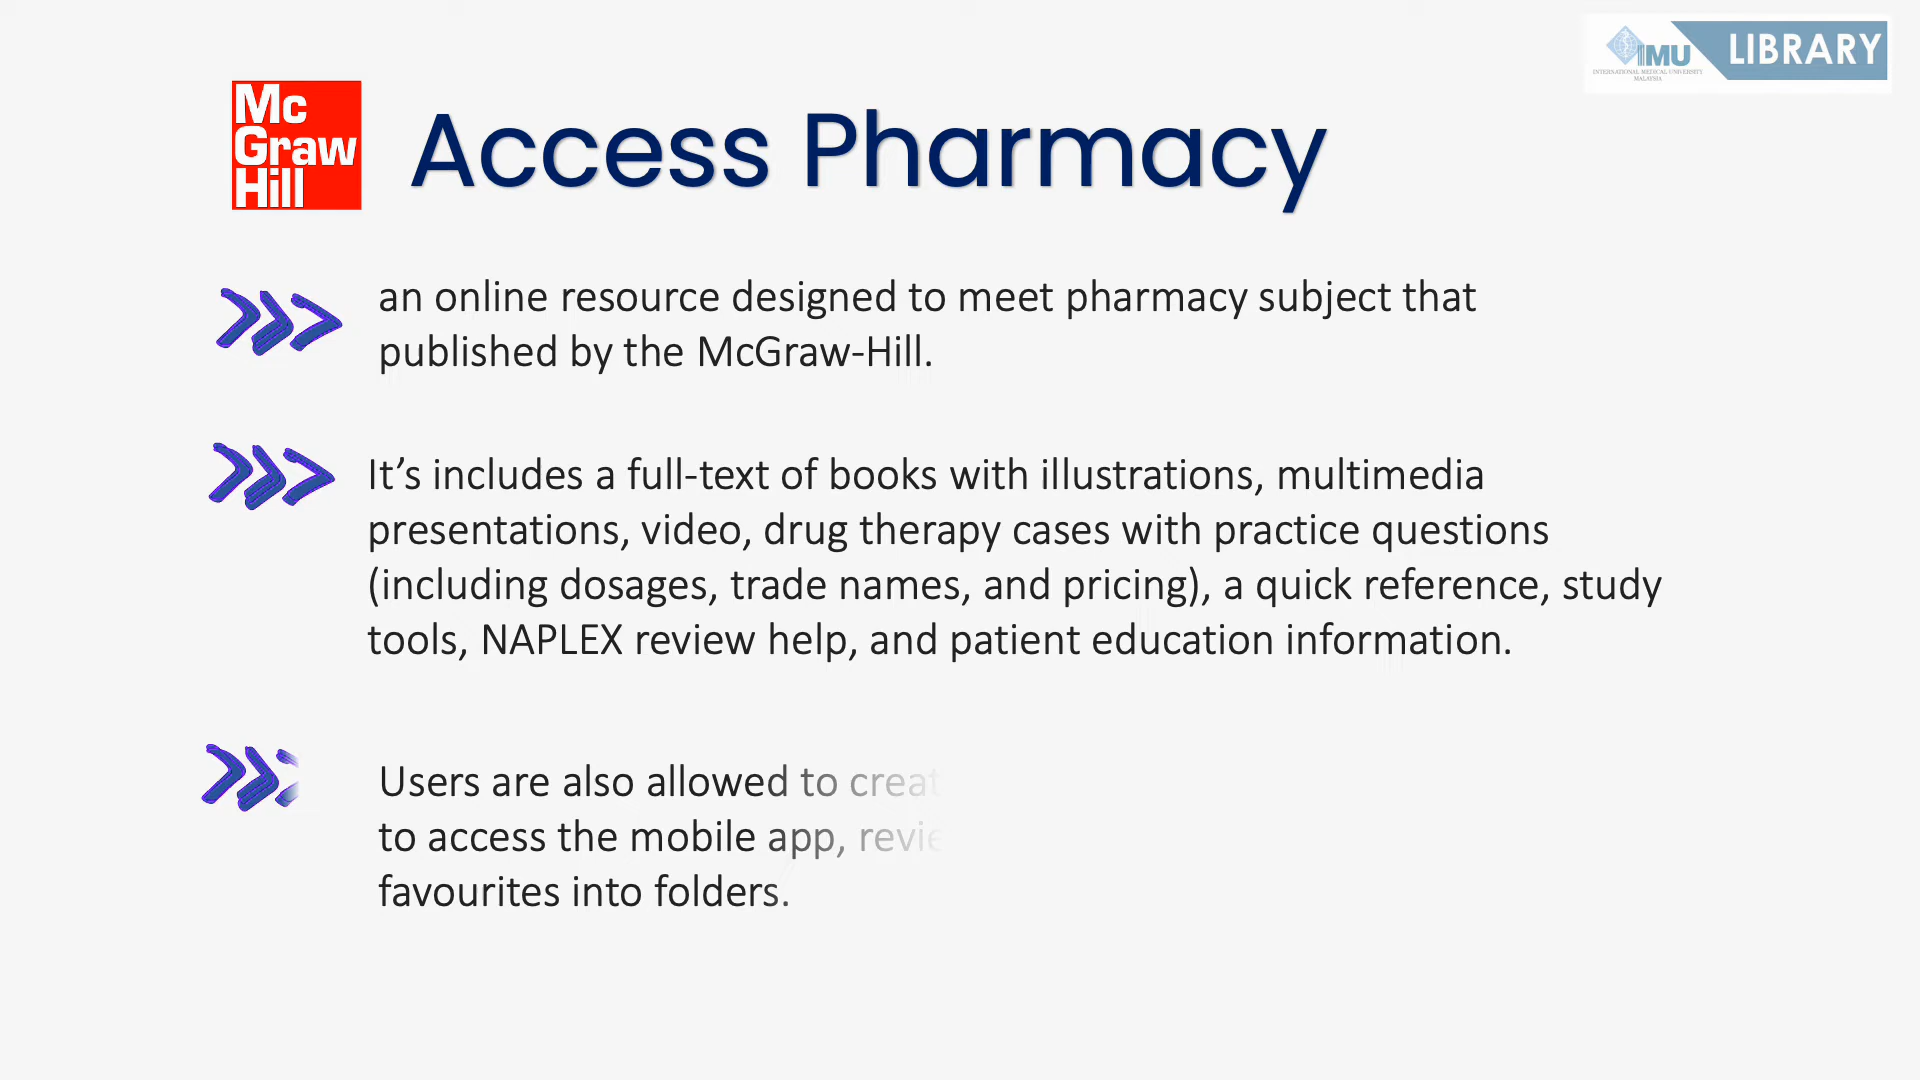 IMU
INTERNATIONAL MEDICAL UNIVERSITY
MALAYSIA
LIBRARY
Mc
Graw
Hill
Access Pharmacy
an online resource designed to meet pharmacy subject that
published by the McGraw-Hill.
It’s includes a full-text of books with illustrations, multimedia
presentations, video, drug therapy cases with practice questions
(including dosages, trade names, and pricing), a quick reference, study
tools, NAPLEX review help, and patient education information.
Users are also allowed to
to access the mobile app,
favourites into folders.